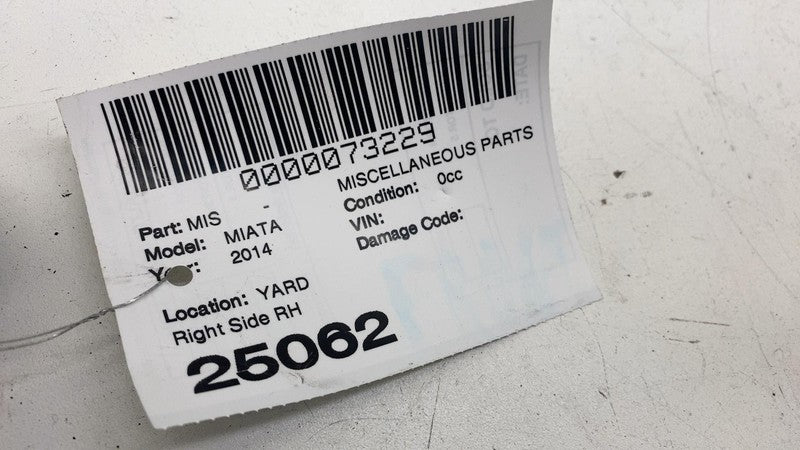 0000073229
Part: MIS - MISCELLANEOUS PARTS
Model: MIATA Condition: 0cc
Year: 2014 VIN:
Damage Code:
Location: YARD
Right Side RH
25062